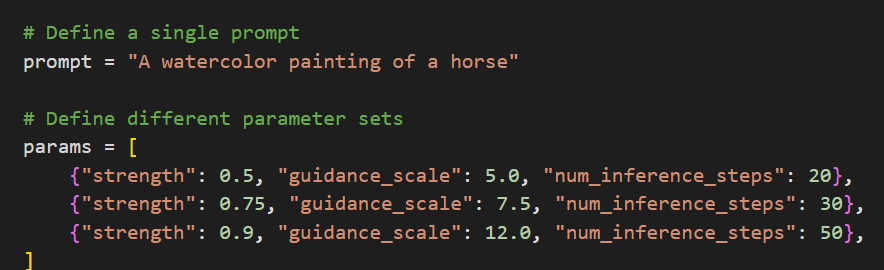 # Define a single prompt
prompt = "A watercolor painting of a horse"
# Define different parameter sets
params = [
{"strength": 0.5, "guidance_scale": 5.0, "num_inference_steps": 20},
{"strength": 0.75, "guidance_scale": 7.5, "num_inference_steps": 30},
{"strength": 0.9, "guidance_scale": 12.0, "num_inference_steps": 50},
]